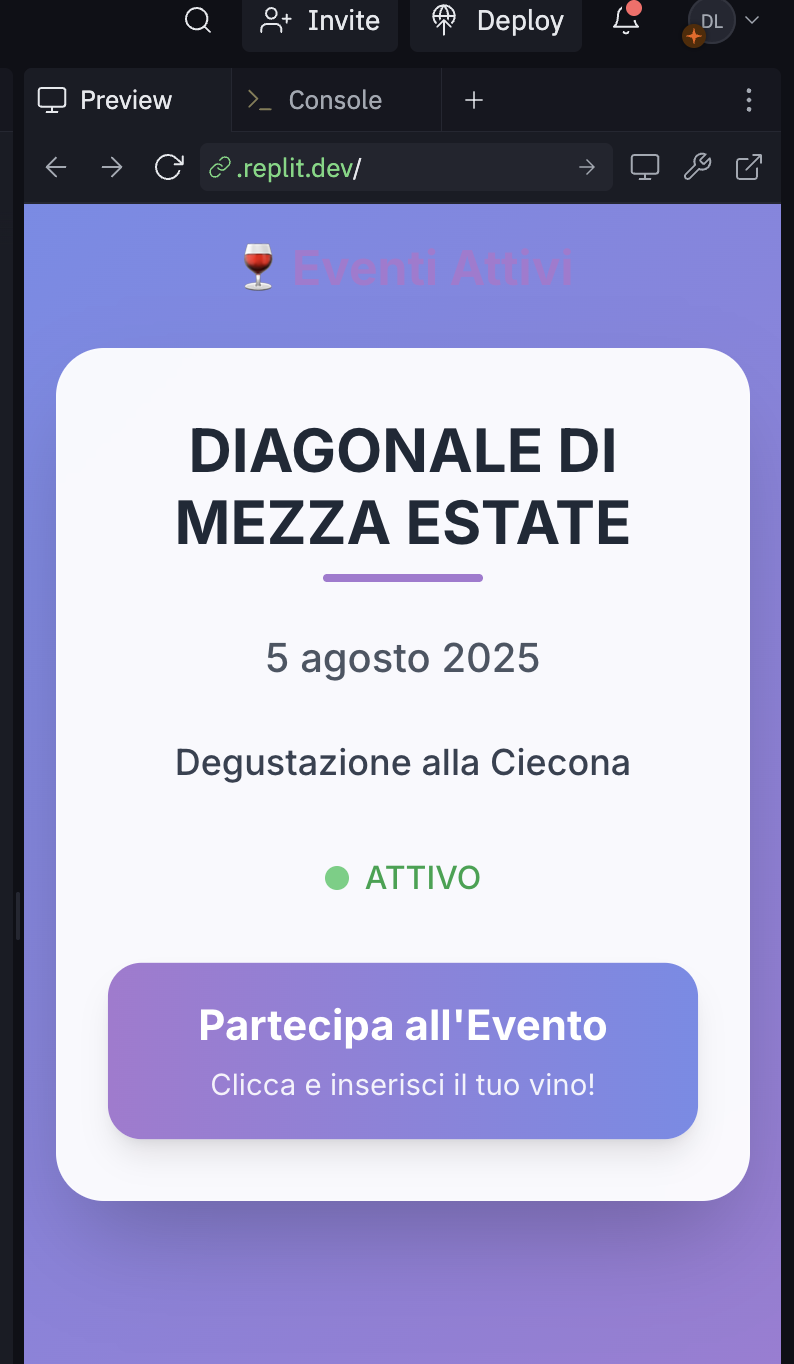 Invite
Deploy
DL
Preview
Console
.replit.dev/
🍷 Eventi Attivi
DIAGONALE DI
MEZZA ESTATE
5 agosto 2025
Degustazione alla Ciecona
ATTIVO
Partecipa all'Evento
Clicca e inserisci il tuo vino!